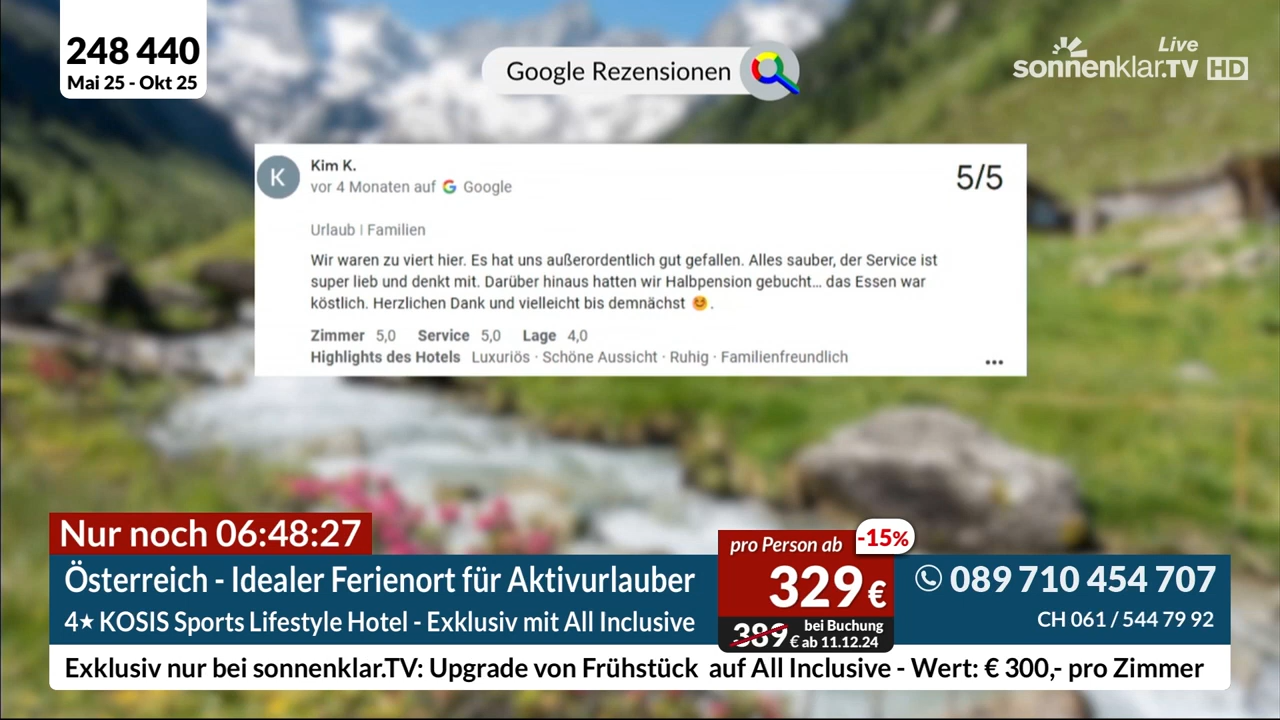 248 440
Mai 25 - Okt 25
Google Rezensionen
Live
sonnenklar.TV HD
K
Kim K.
5/5
vor 4 Monaten auf G Google
Urlaub | Familien
Wir waren zu viert hier. Es hat uns außerordentlich gut gefallen. Alles sauber, der Service ist
super lieb und denkt mit. Darüber hinaus hatten wir Halbpension gebucht... das Essen war
köstlich. Herzlichen Dank und vielleicht bis demnächst 😊.
Zimmer 5,0 Service 5,0 Lage 4,0
Highlights des Hotels Luxuriös · Schöne Aussicht · Ruhig · Familienfreundlich
Nur noch 06:48:27
Österreich - Idealer Ferienort für Aktivurlauber
4★ KOSIS Sports Lifestyle Hotel - Exklusiv mit All Inclusive
pro Person ab
-15%
329 €
389 € bei Buchung
ab 11.12.24
089 710 454 707
CH 061 / 544 79 92
Exklusiv nur bei sonnenklar.TV: Upgrade von Frühstück auf All Inclusive - Wert: € 300,- pro Zimmer